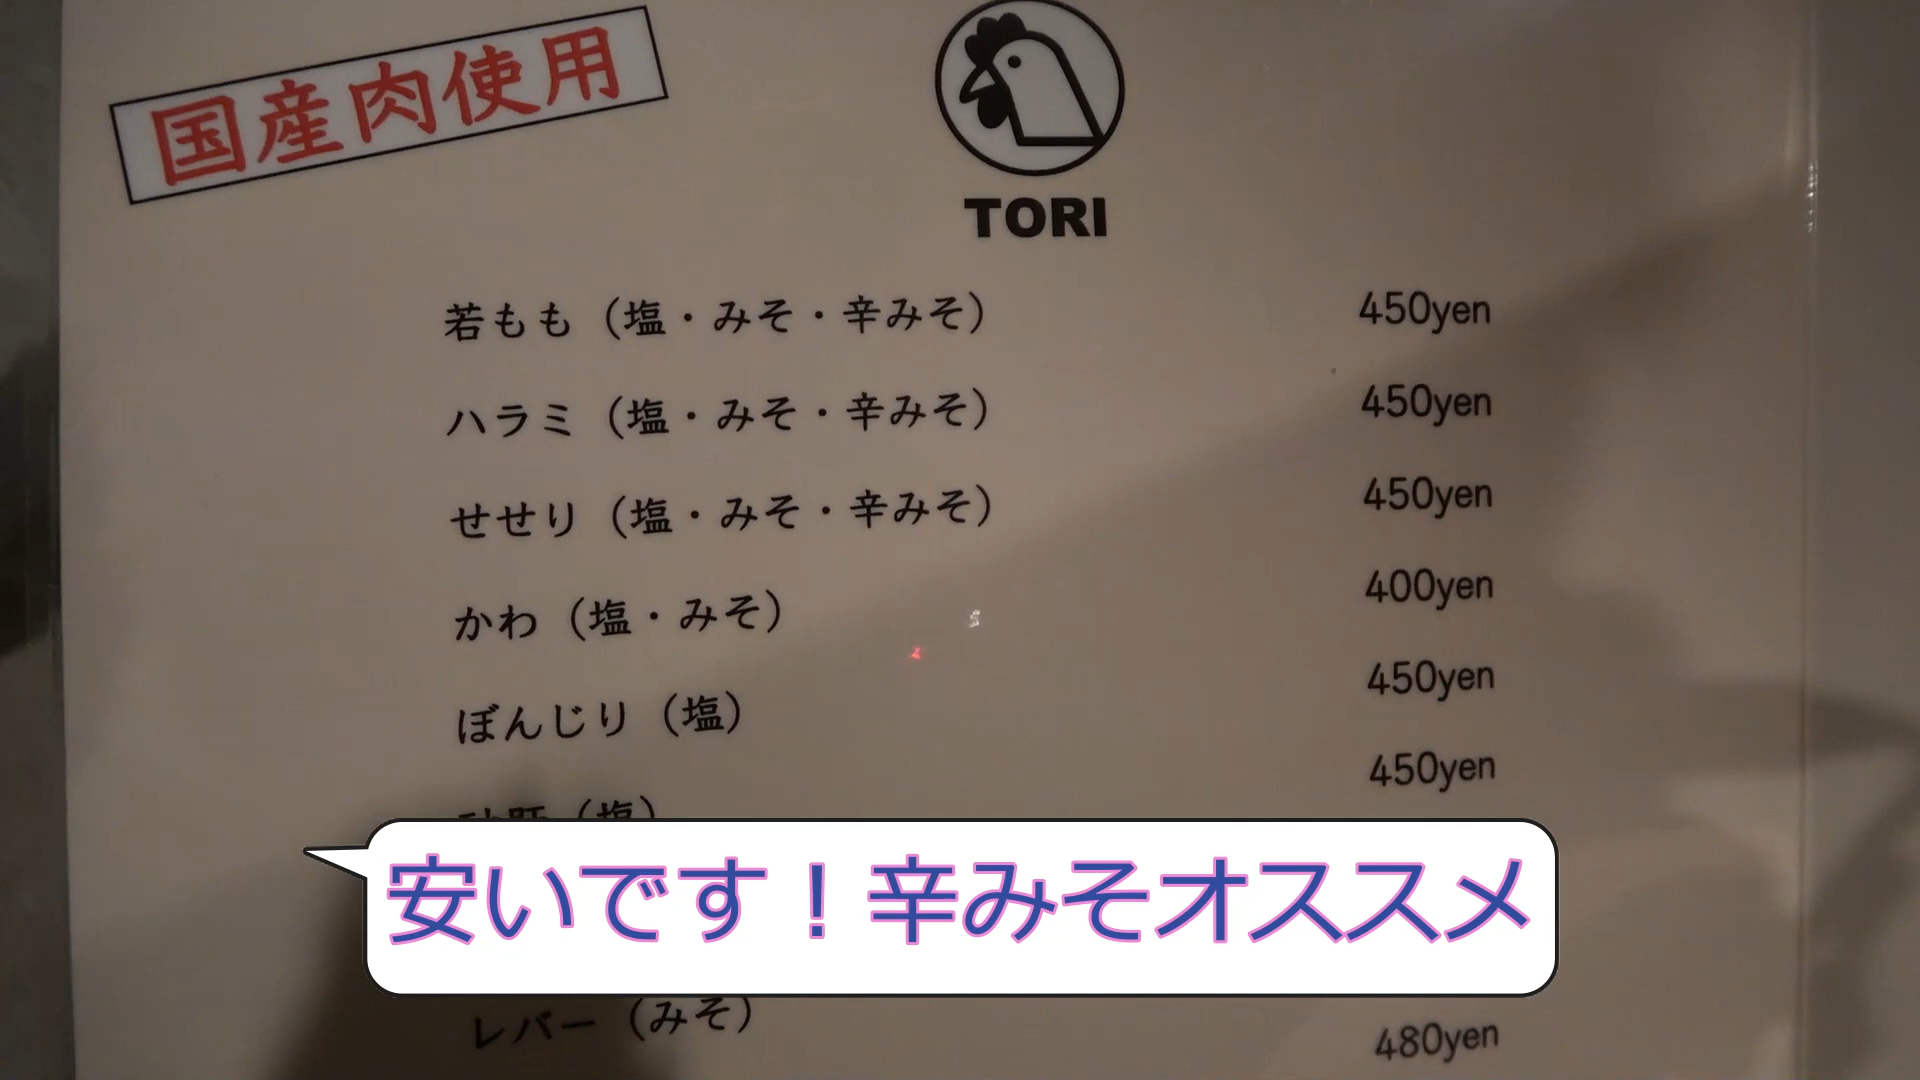 国産肉使用
TORI
若もも（塩・みそ・辛みそ） 450yen
ハラミ（塩・みそ・辛みそ） 450yen
せせり（塩・みそ・辛みそ） 450yen
かわ（塩・みそ） 400yen
ぼんじり（塩） 450yen
（塩） 450yen
安いです！辛みそオススメ
レバー（みそ） 480yen